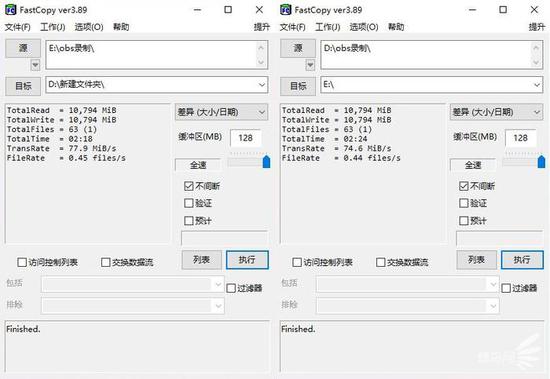 FastCopy ver3.89
文件(F) 工作(J) 选项(O) 帮助 提升
源
E:\obs录制\
目标
D:\新建文件夹\
TotalRead = 10,794 MiB
TotalWrite = 10,794 MiB
TotalFiles = 63 (1)
TotalTime = 02:18
TransRate = 77.9 MiB/s
FileRate = 0.45 files/s
差异 (大小/日期)
缓冲区(MB) 128
全速
不间断
验证
预计
访问控制列表 交换数据流 列表 执行
包括
排除
过滤器
Finished.
FastCopy ver3.89
文件(F) 工作(J) 选项(O) 帮助 提升
源
D:\obs录制\
目标
E:\
TotalRead = 10,794 MiB
TotalWrite = 10,794 MiB
TotalFiles = 63 (1)
TotalTime = 02:24
TransRate = 74.6 MiB/s
FileRate = 0.44 files/s
差异 (大小/日期)
缓冲区(MB) 128
全速
不间断
验证
预计
访问控制列表 交换数据流 列表 执行
包括
排除
过滤器
Finished.